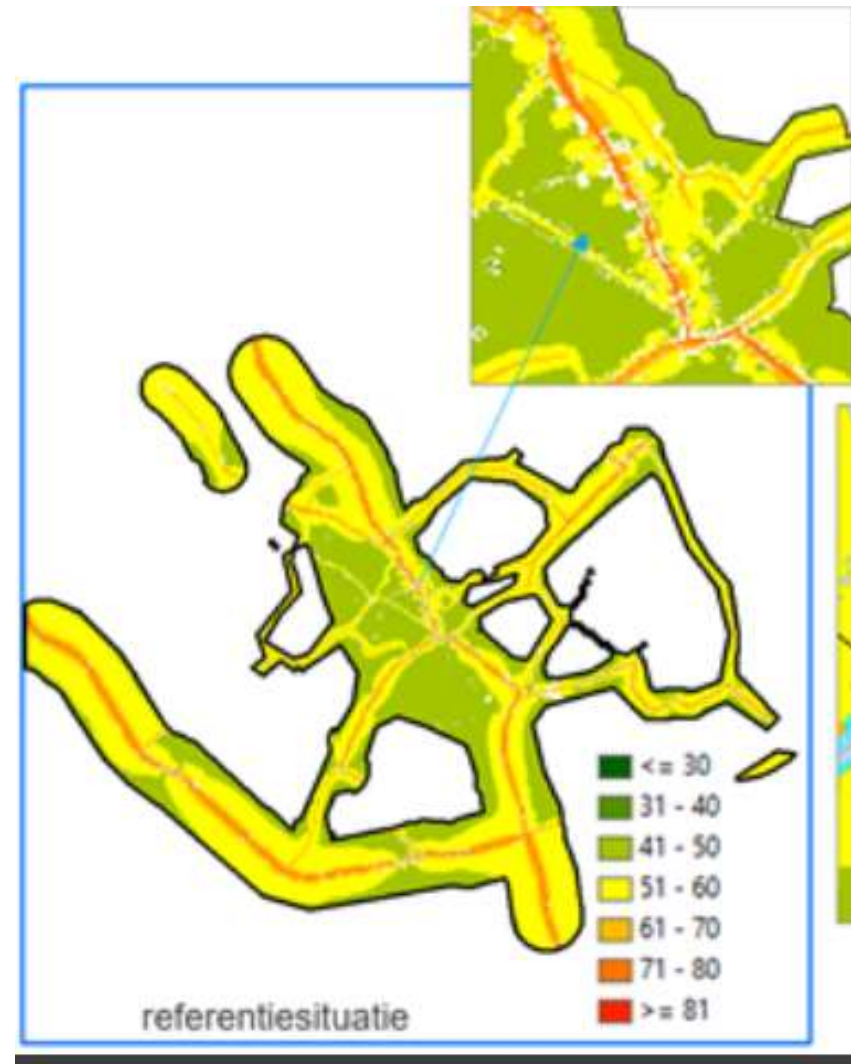 <= 30
31 - 40
41 - 50
51 - 60
61 - 70
71 - 80
>= 81
referentiesituatie